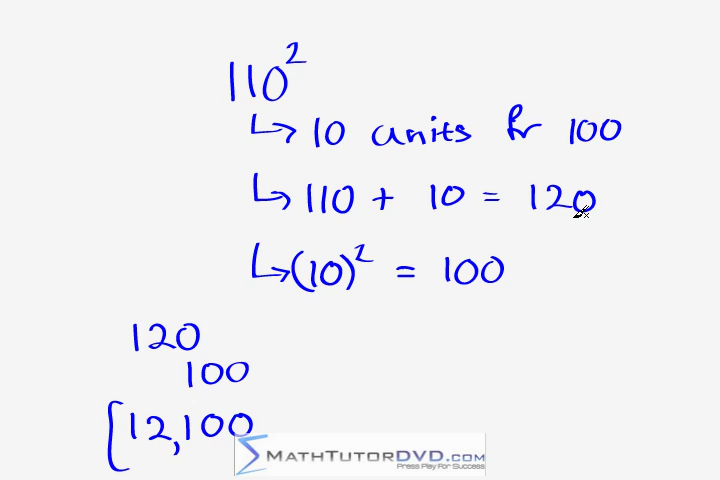 110²
↳ 10 units fr 100
↳ 110 + 10 = 120
↳ (10)² = 100
120
100
[12,100
MATHTUTORDVD.COM
Press Play For Success